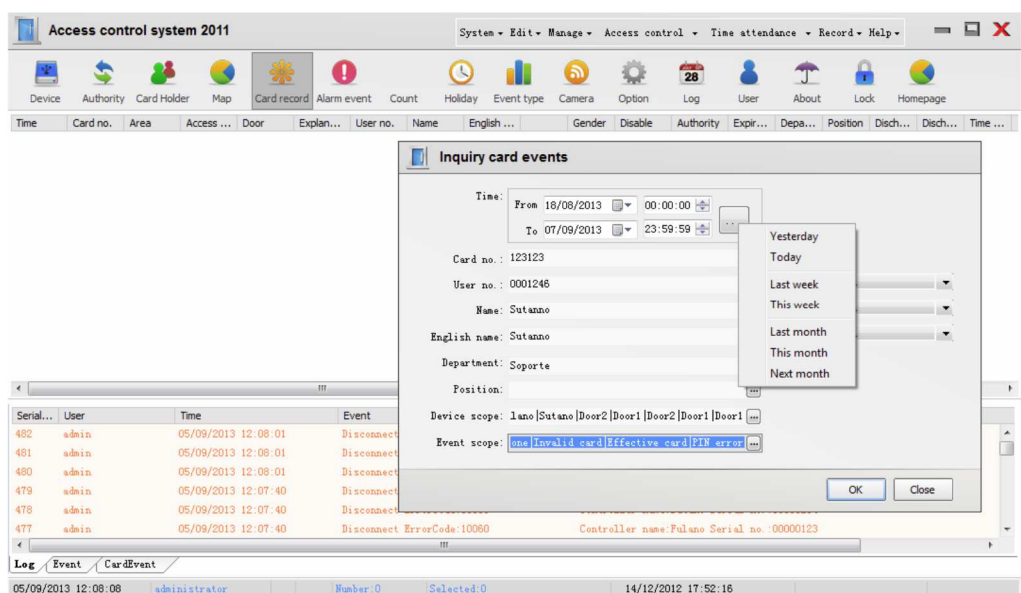 Access control system 2011
System Edit Manage Access control Time attendance Record Help
Device Authority Card Holder Map Card record Alarm event Count Holiday Event type Camera Option Log User About Lock Homepage
28
Time Card no. Area Access ... Door Explan... User no. Name English ... Gender Disable Authority Expir... Depa... Position Disch... Disch... Time ...
Inquiry card events
Time:
From 18/08/2013 00:00:00
To 07/09/2013 23:59:59
...
Yesterday
Today
Last week
This week
Last month
This month
Next month
Card no.: 123123
User no.: 0001246
Name: Sutanno
English name: Sutanno
Department: Soporte
Position: ...
Device scope: lano|Sutano|Door2|Door1|Door2|Door1|Door1 ...
Event scope: one|Invalid card|Effective card|PIN error ...
OK Close
Serial... User Time Event
482 admin 05/09/2013 12:08:01 Disconnect
481 admin 05/09/2013 12:08:01 Disconnect
480 admin 05/09/2013 12:08:01 Disconnect
479 admin 05/09/2013 12:07:40 Disconnect
478 admin 05/09/2013 12:07:40 Disconnect
477 admin 05/09/2013 12:07:40 Disconnect ErrorCode:10060 Controller name:Fulano Serial no.:00000123
Log Event CardEvent
05/09/2013 12:08:08 administrator Number:0 Selected:0 14/12/2012 17:52:16